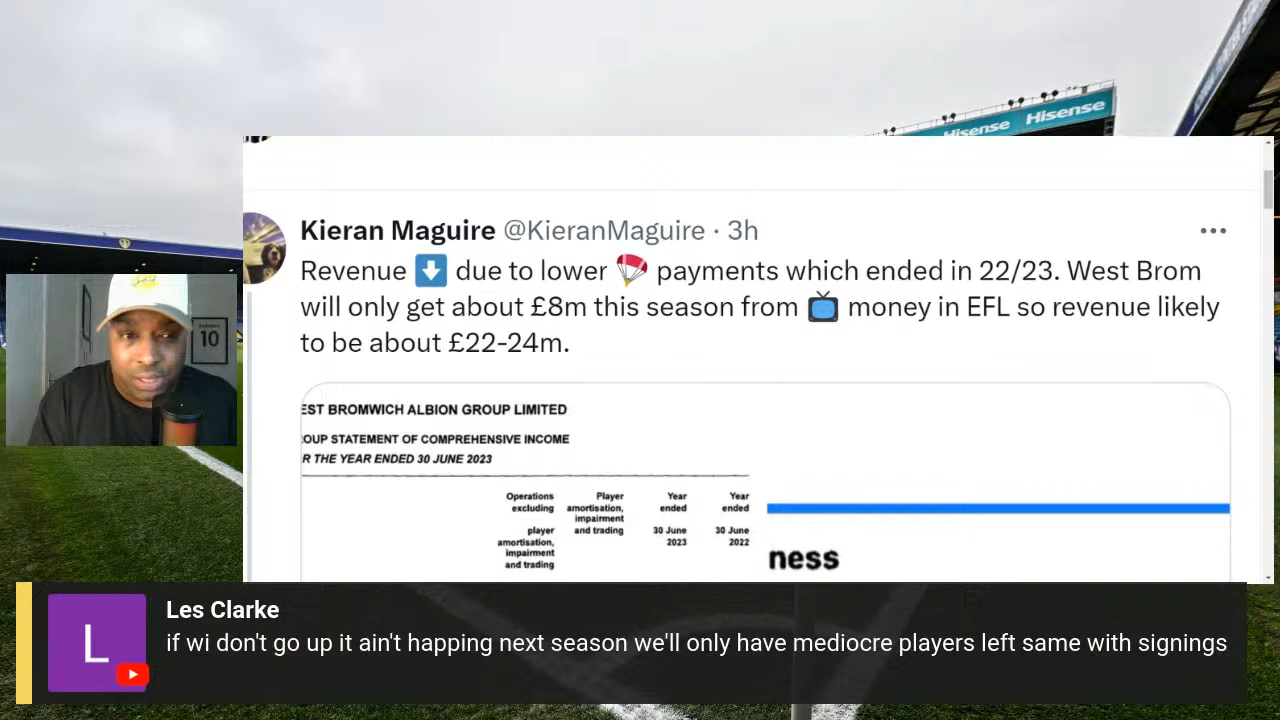 Hisense Hisense
Kieran Maguire @KieranMaguire · 3h
Revenue ⬇️ due to lower 🪂 payments which ended in 22/23. West Brom
will only get about £8m this season from 📺 money in EFL so revenue likely
to be about £22-24m.
EST BROMWICH ALBION GROUP LIMITED
OUP STATEMENT OF COMPREHENSIVE INCOME
R THE YEAR ENDED 30 JUNE 2023
Operations Player Year Year
excluding amortisation, ended ended
impairment
player and trading 30 June 30 June
amortisation, 2023 2022
impairment
and trading
ness
10
L
Les Clarke
if wi don't go up it ain't happing next season we'll only have mediocre players left same with signings